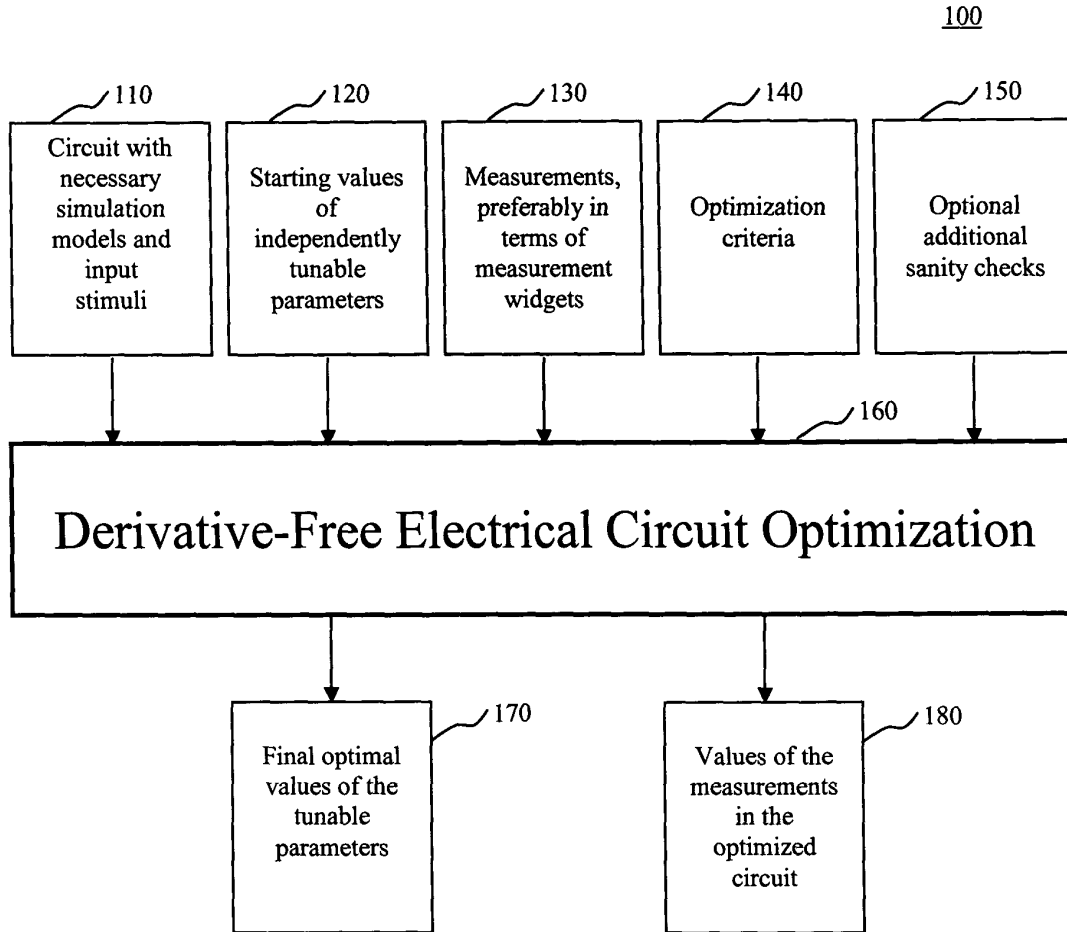 100
110
120
130
140
150
Circuit with
necessary
simulation
models and
input
stimuli
Starting values
of
independently
tunable
parameters
Measurements,
preferably in
terms of
measurement
widgets
Optimization
criteria
Optional
additional
sanity checks
160
Derivative-Free Electrical Circuit Optimization
170
180
Final optimal
values of the
tunable
parameters
Values of the
measurements
in the
optimized
circuit